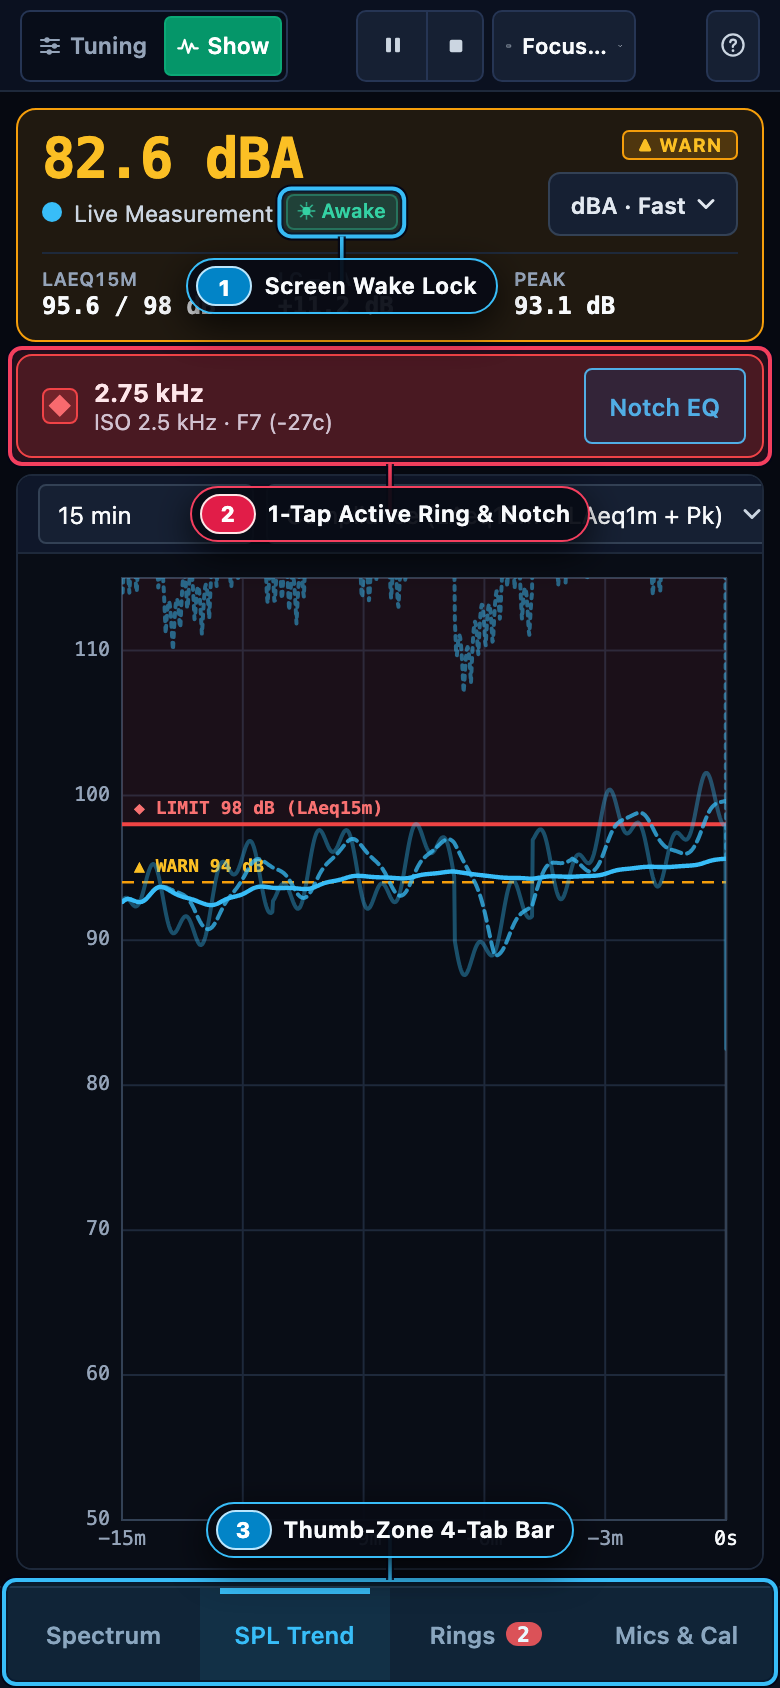 Tuning Show Focus...
82.6 dBA
WARN
Live Measurement Awake
dBA · Fast
1 Screen Wake Lock
LAEQ15M PEAK
95.6 / 98 +11.2 dB 93.1 dB
2.75 kHz
ISO 2.5 kHz · F7 (-27c)
Notch EQ
15 min
2 1-Tap Active Ring & Notch
Aeq1m + Pk)
110
100
LIMIT 98 dB (LAeq15m)
WARN 94 dB
90
80
70
60
50
3 Thumb-Zone 4-Tab Bar
−15m −3m 0s
Spectrum SPL Trend Rings 2 Mics & Cal